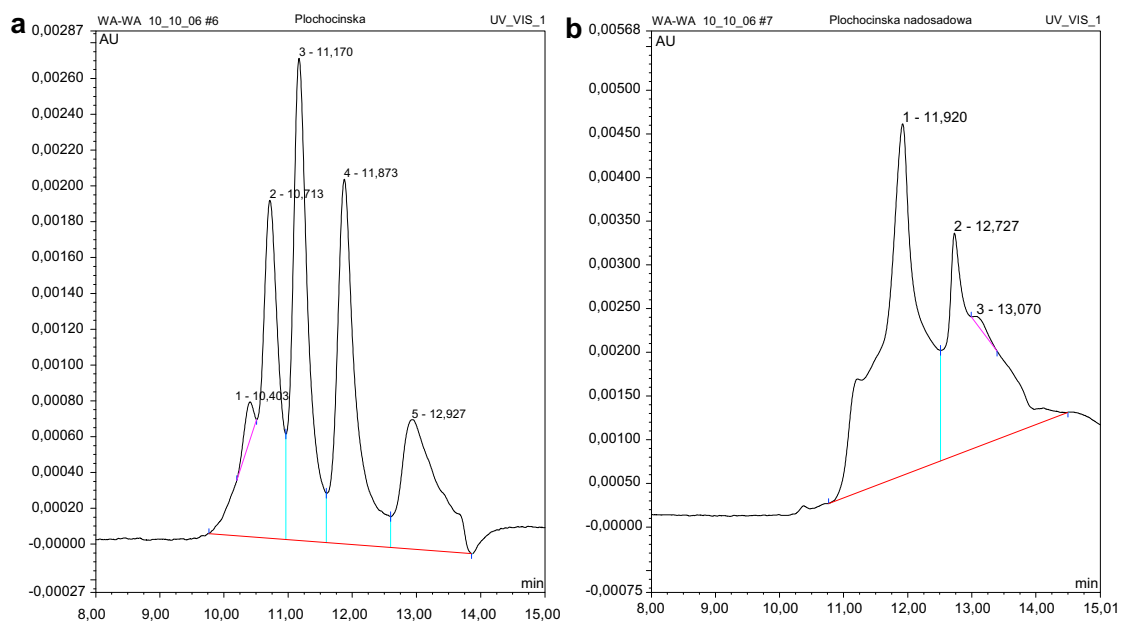 a
WA-WA 10_10_06 #6 Plochocinska UV_VIS_1
AU
0,00287
0,00260
0,00240
0,00220
0,00200
0,00180
0,00160
0,00140
0,00120
0,00100
0,00080
0,00060
0,00040
0,00020
-0,00000
-0,00027
1 - 10,403
2 - 10,713
3 - 11,170
4 - 11,873
5 - 12,927
min
8,00 9,00 10,00 11,00 12,00 13,00 14,00 15,00
b
WA-WA 10_10_06 #7 Plochocinska nadosadowa UV_VIS_1
AU
0,00568
0,00500
0,00450
0,00400
0,00350
0,00300
0,00250
0,00200
0,00150
0,00100
0,00050
-0,00000
-0,00075
1 - 11,920
2 - 12,727
3 - 13,070
min
8,00 9,00 10,00 11,00 12,00 13,00 14,00 15,01